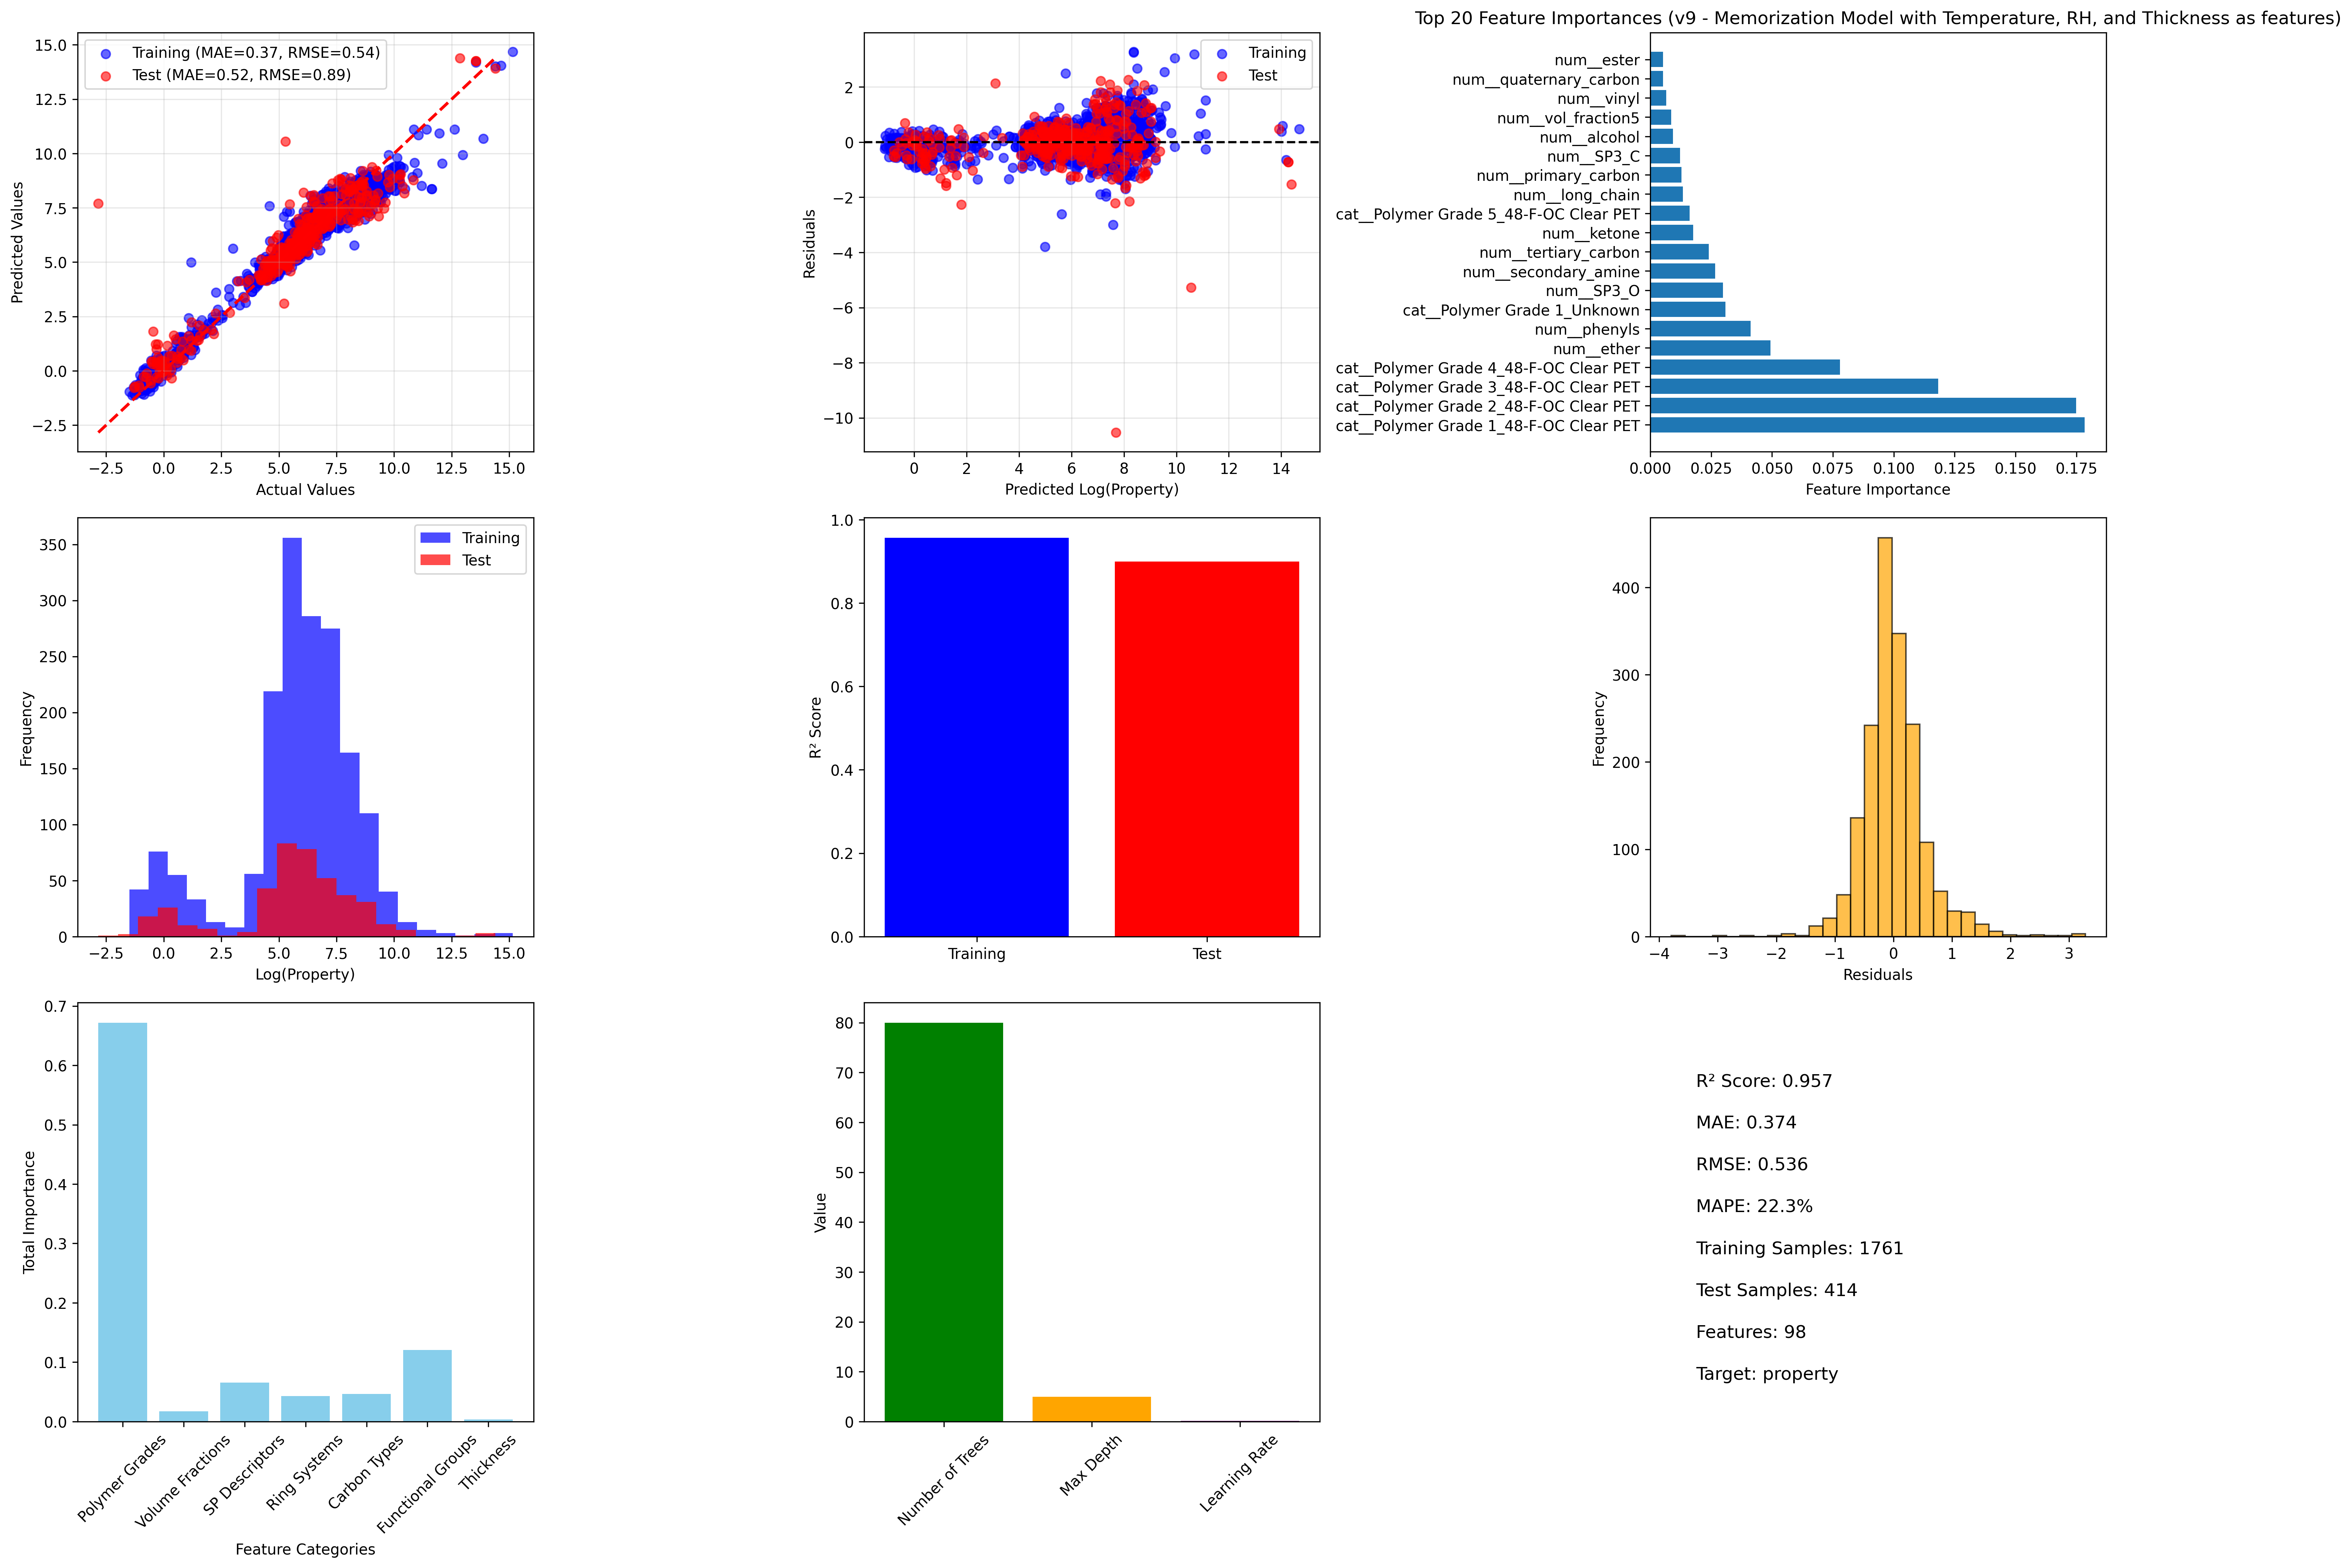 Top 20 Feature Importances (v9 - Memorization Model with Temperature, RH, and Thickness as features)
Training (MAE=0.37, RMSE=0.54)
Test (MAE=0.52, RMSE=0.89)
15.0
12.5
10.0
7.5
5.0
2.5
0.0
−2.5
Predicted Values
−2.5 0.0 2.5 5.0 7.5 10.0 12.5 15.0
Actual Values
Training
Test
2
0
−2
−4
−6
−8
−10
Residuals
0 2 4 6 8 10 12 14
Predicted Log(Property)
num__ester
num__quaternary_carbon
num__vinyl
num__vol_fraction5
num__alcohol
num__SP3_C
num__primary_carbon
num__long_chain
cat__Polymer Grade 5_48-F-OC Clear PET
num__ketone
num__tertiary_carbon
num__secondary_amine
num__SP3_O
cat__Polymer Grade 1_Unknown
num__phenyls
num__ether
cat__Polymer Grade 4_48-F-OC Clear PET
cat__Polymer Grade 3_48-F-OC Clear PET
cat__Polymer Grade 2_48-F-OC Clear PET
cat__Polymer Grade 1_48-F-OC Clear PET
0.000 0.025 0.050 0.075 0.100 0.125 0.150 0.175
Feature Importance
Training
Test
350
300
250
200
150
100
50
0
Frequency
−2.5 0.0 2.5 5.0 7.5 10.0 12.5 15.0
Log(Property)
1.0
0.8
0.6
0.4
0.2
0.0
R² Score
Training Test
400
300
200
100
0
Frequency
−4 −3 −2 −1 0 1 2 3
Residuals
0.7
0.6
0.5
0.4
0.3
0.2
0.1
0.0
Total Importance
Polymer Grades
Volume Fractions
SP Descriptors
Ring Systems
Carbon Types
Functional Groups
Thickness
Feature Categories
80
70
60
50
40
30
20
10
0
Value
Number of Trees
Max Depth
Learning Rate
R² Score: 0.957
MAE: 0.374
RMSE: 0.536
MAPE: 22.3%
Training Samples: 1761
Test Samples: 414
Features: 98
Target: property